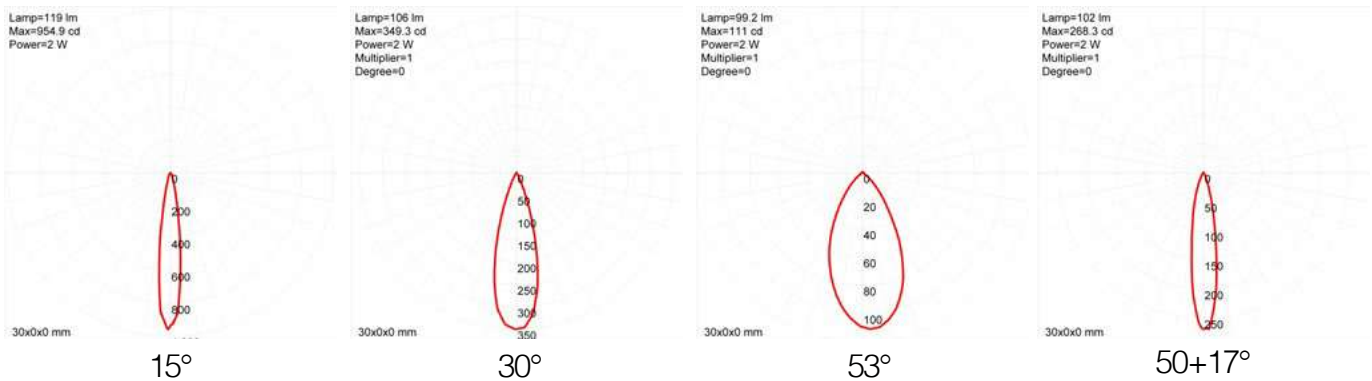 Lamp=119 lm
Max=954.9 cd
Power=2 W
0
200
400
600
800
30x0x0 mm
15°
Lamp=106 lm
Max=349.3 cd
Power=2 W
Multiplier=1
Degree=0
0
50
100
150
200
250
300
350
30x0x0 mm
30°
Lamp=99.2 lm
Max=111 cd
Power=2 W
Multiplier=1
Degree=0
0
20
40
60
80
100
30x0x0 mm
53°
Lamp=102 lm
Max=268.3 cd
Power=2 W
Multiplier=1
Degree=0
0
50
100
150
200
250
30x0x0 mm
50+17°